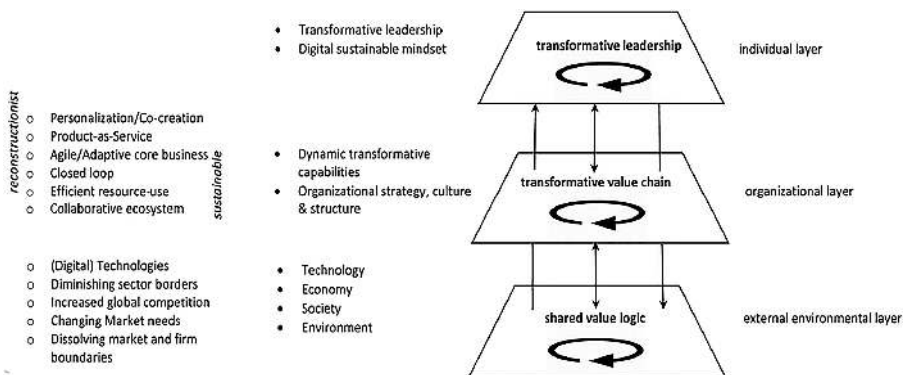 Transformative leadership
Digital sustainable mindset
transformative leadership
individual layer
reconstructionist
Personalization/Co-creation
Product-as-Service
Agile/Adaptive core business
Closed loop
Efficient resource-use
Collaborative ecosystem
sustainable
Dynamic transformative
capabilities
Organizational strategy, culture
& structure
transformative value chain
organizational layer
(Digital) Technologies
Diminishing sector borders
Increased global competition
Changing Market needs
Dissolving market and firm
boundaries
Technology
Economy
Society
Environment
shared value logic
external environmental layer